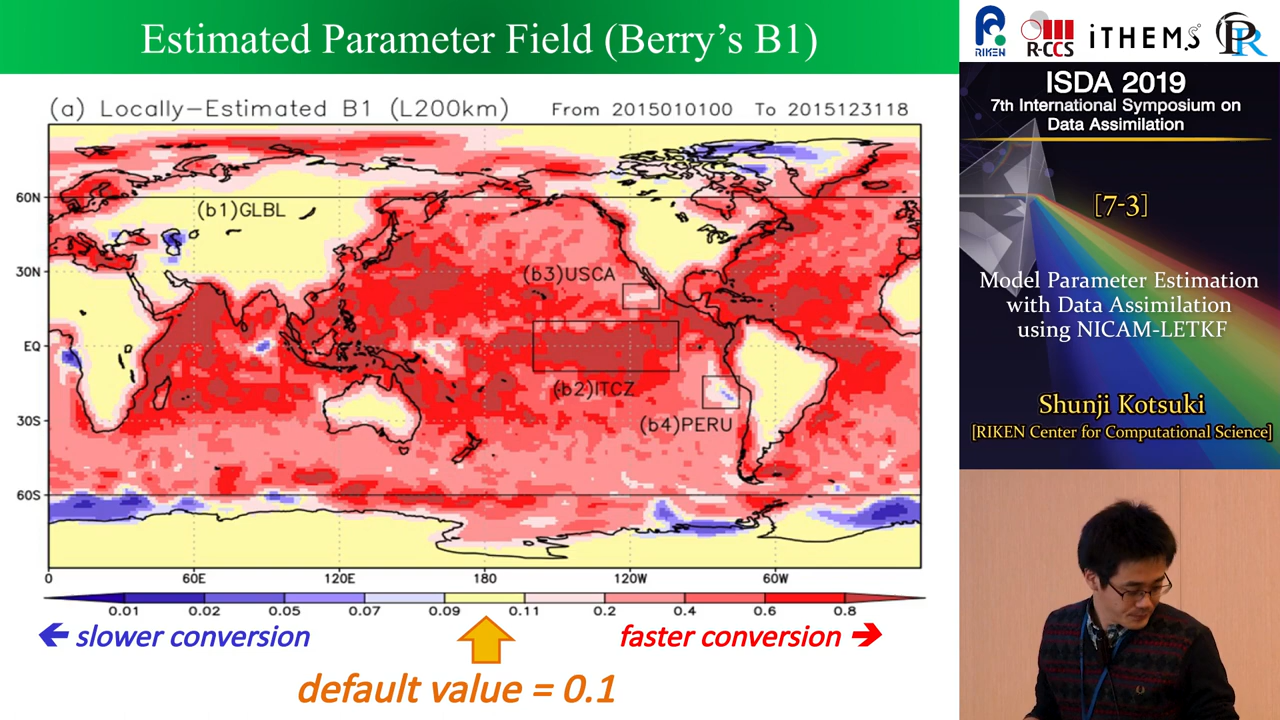 Estimated Parameter Field (Berry's B1)
(a) Locally-Estimated B1 (L200km) From 2015010100 To 2015123118
60N
30N
EQ
30S
60S
(b1)GLBL
(b3)USCA
(b2)ITCZ
(b4)PERU
0 60E 120E 180 120W 60W
0.01 0.02 0.05 0.07 0.09 0.11 0.2 0.4 0.6 0.8
slower conversion
faster conversion
default value = 0.1
RIKEN
R-CCS
iTHEMS
PR
ISDA 2019
7th International Symposium on
Data Assimilation
[7-3]
Model Parameter Estimation
with Data Assimilation
using NICAM-LETKF
Shunji Kotsuki
[RIKEN Center for Computational Science]